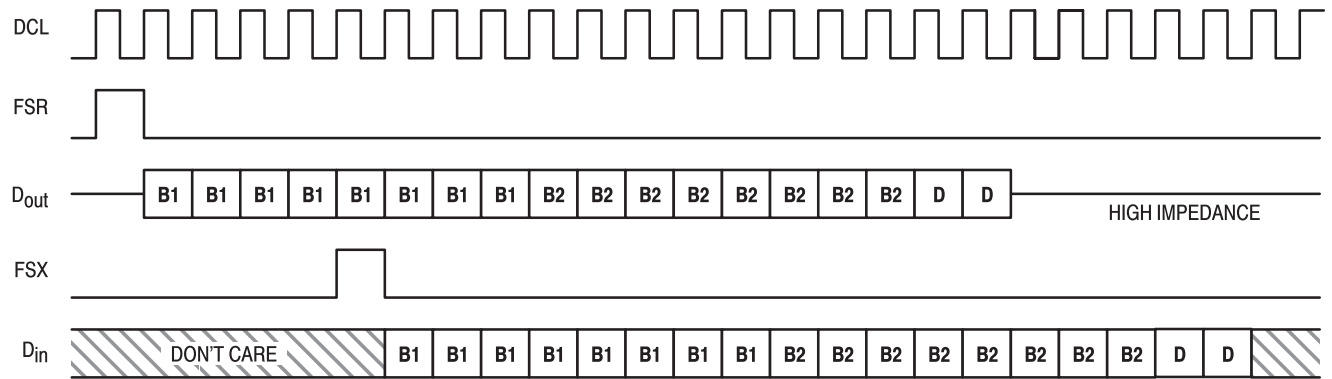 DCL
FSR
Dout B1 B1 B1 B1 B1 B1 B1 B1 B2 B2 B2 B2 B2 B2 B2 B2 D D
HIGH IMPEDANCE
FSX
Din DON'T CARE B1 B1 B1 B1 B1 B1 B1 B1 B2 B2 B2 B2 B2 B2 B2 B2 D D